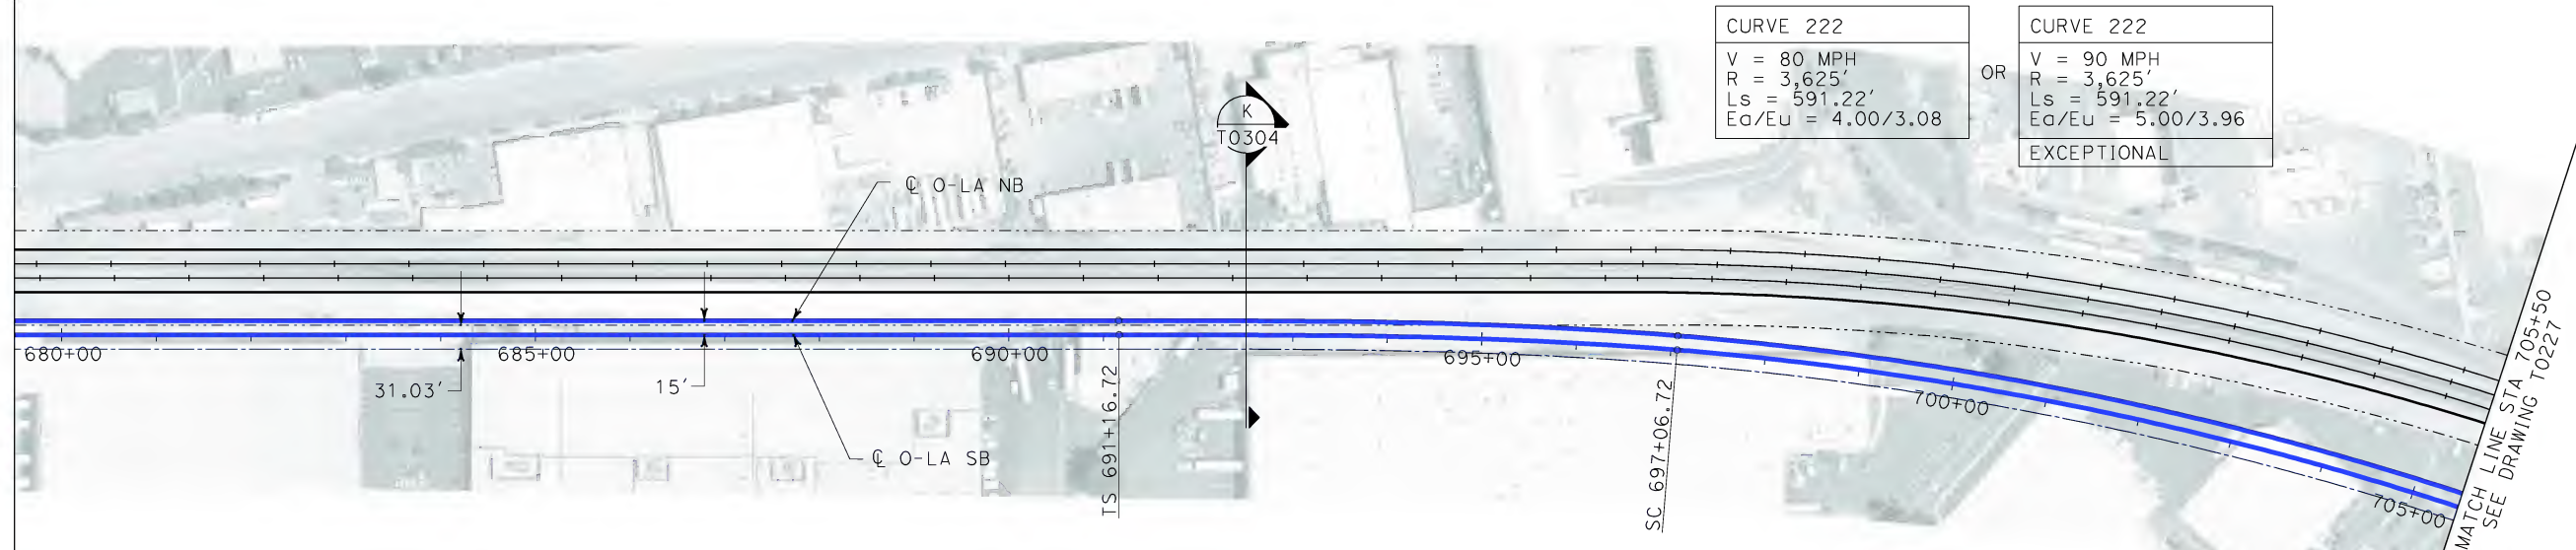 CURVE 222
V = 80 MPH
R = 3,625'
Ls = 591.22'
Ea/Eu = 4.00/3.08
OR
CURVE 222
V = 90 MPH
R = 3,625'
Ls = 591.22'
Ea/Eu = 5.00/3.96
EXCEPTIONAL
K
T0304
℄ O-LA NB
680+00
685+00
690+00
695+00
700+00
705+00
31.03'
15'
℄ O-LA SB
TS 691+16.72
SC 697+06.72
MATCH LINE STA 705+50
SEE DRAWING T0227